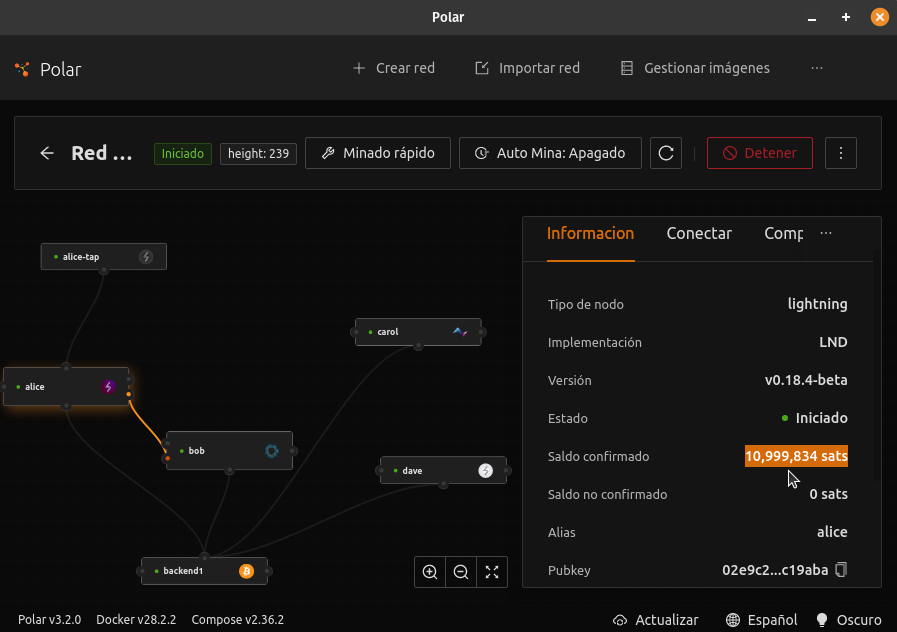 Polar
Polar
Crear red
Importar red
Gestionar imágenes
Red ...
Iniciado
height: 239
Minado rápido
Auto Mina: Apagado
Detener
alice-tap
carol
alice
bob
dave
backend1
Informacion
Conectar
Comp
Tipo de nodo
lightning
Implementación
LND
Versión
v0.18.4-beta
Estado
Iniciado
Saldo confirmado
10,999,834 sats
Saldo no confirmado
0 sats
Alias
alice
Pubkey
02e9c2...c19aba
Polar v3.2.0
Docker v28.2.2
Compose v2.36.2
Actualizar
Español
Oscuro